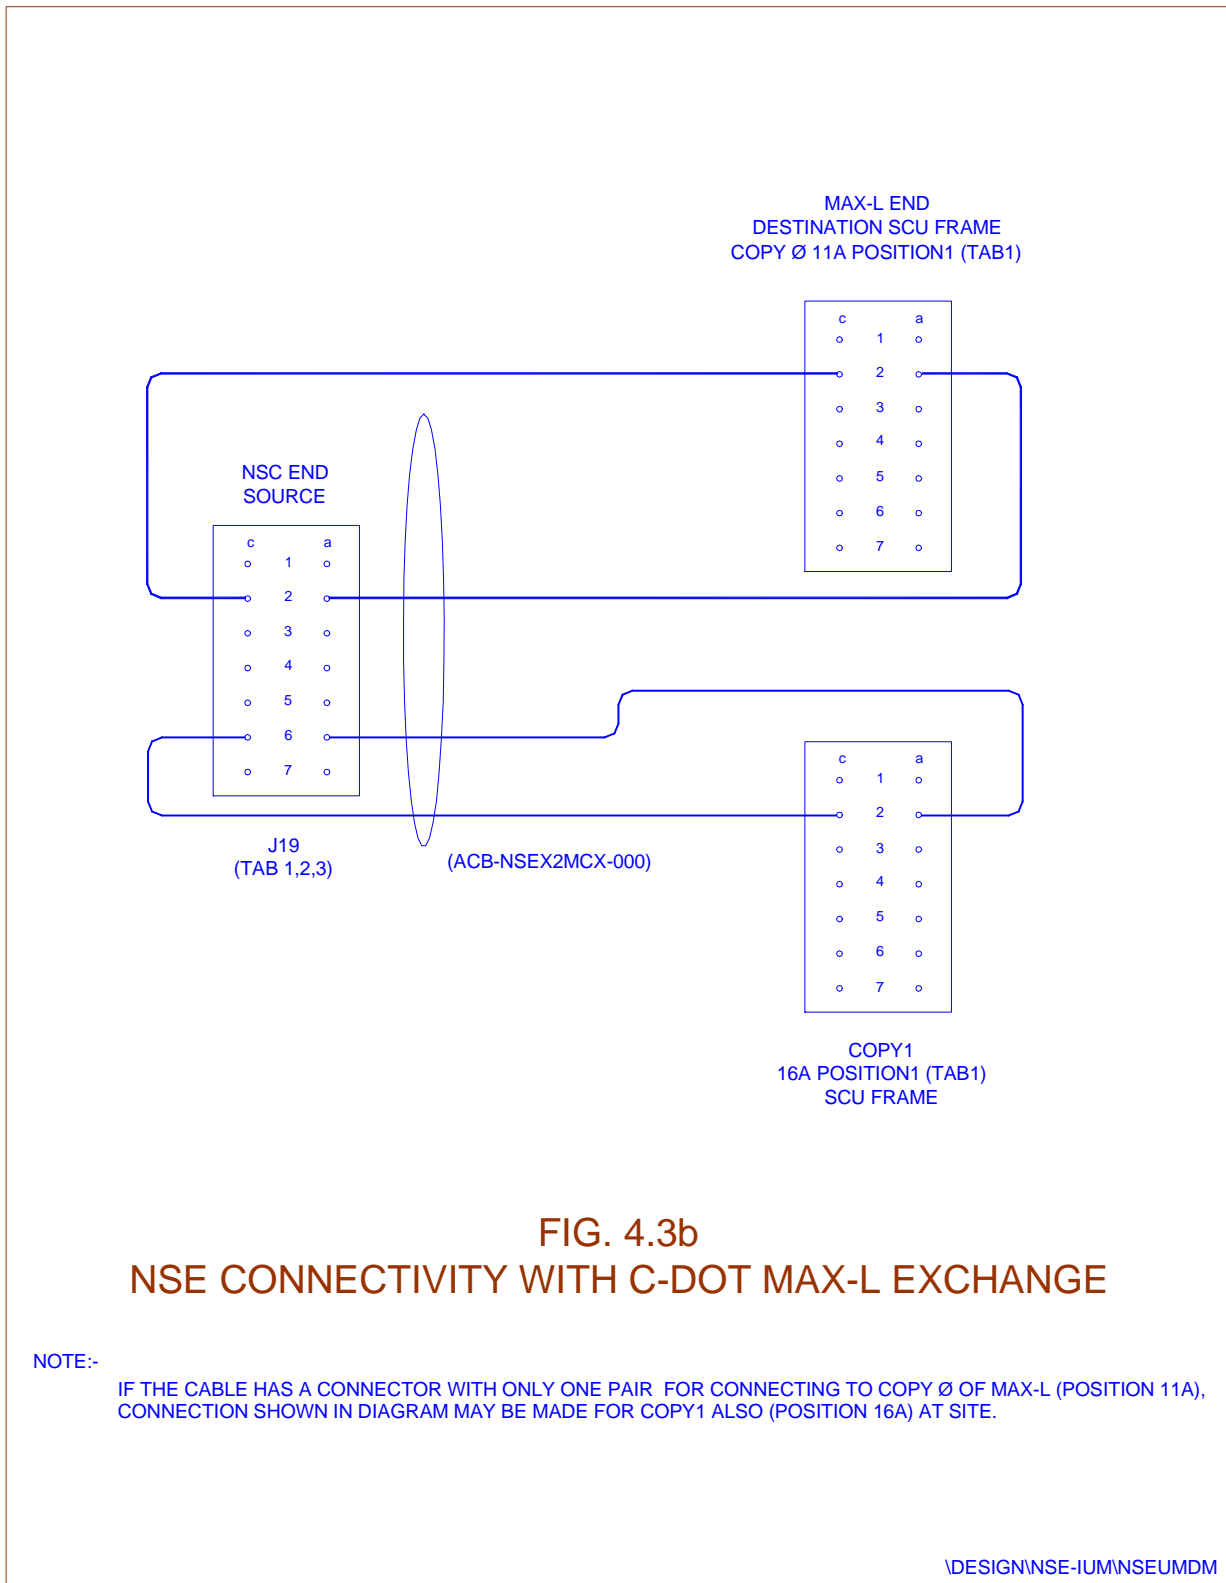 MAX-L END
DESTINATION SCU FRAME
COPY Ø 11A POSITION1 (TAB1)
c a
1
2
3
4
5
6
7
NSC END
SOURCE
c a
1
2
3
4
5
6
7
J19
(TAB 1,2,3)
(ACB-NSEX2MCX-000)
c a
1
2
3
4
5
6
7
COPY1
16A POSITION1 (TAB1)
SCU FRAME
FIG. 4.3b
NSE CONNECTIVITY WITH C-DOT MAX-L EXCHANGE
NOTE:-
IF THE CABLE HAS A CONNECTOR WITH ONLY ONE PAIR FOR CONNECTING TO COPY Ø OF MAX-L (POSITION 11A),
CONNECTION SHOWN IN DIAGRAM MAY BE MADE FOR COPY1 ALSO (POSITION 16A) AT SITE.
\DESIGN\NSE-IUM\NSEUMDM